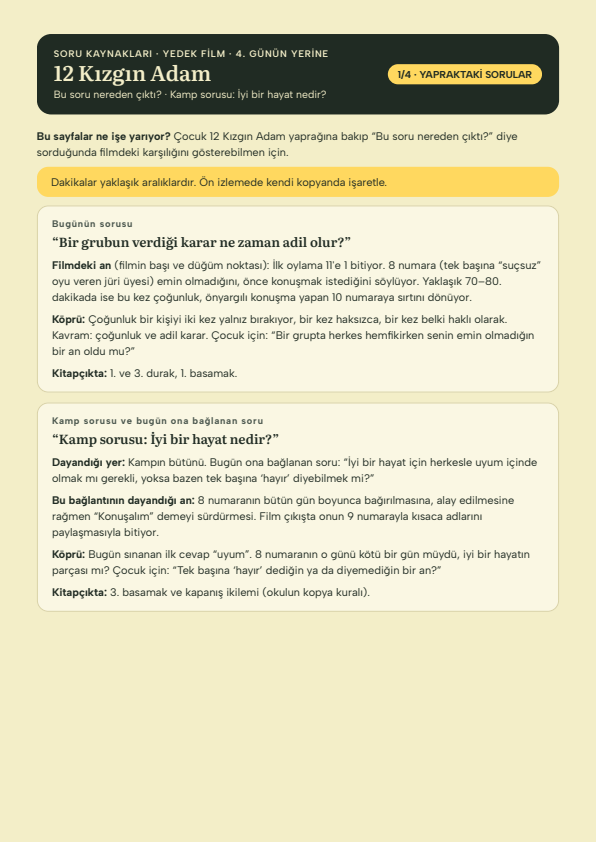 SORU KAYNAKLARI · YEDEK FİLM · 4. GÜNÜN YERİNE
12 Kızgın Adam
Bu soru nereden çıktı? · Kamp sorusu: İyi bir hayat nedir?
1/4 · YAPRAKTAKİ SORULAR
Bu sayfalar ne işe yarıyor? Çocuk 12 Kızgın Adam yaprağına bakıp “Bu soru nereden çıktı?” diye
sorduğunda filmdeki karşılığını gösterebilmen için.
Dakikalar yaklaşık aralıklardır. Ön izlemede kendi kopyanda işaretle.
Bugünün sorusu
“Bir grubun verdiği karar ne zaman adil olur?”
Filmdeki an (filmin başı ve düğüm noktası): İlk oylama 11’e 1 bitiyor. 8 numara (tek başına “suçsuz”
oyu veren jüri üyesi) emin olmadığını, önce konuşmak istediğini söylüyor. Yaklaşık 70–80.
dakikada ise bu kez çoğunluk, önyargılı konuşma yapan 10 numaraya sırtını dönüyor.
Köprü: Çoğunluk bir kişiyi iki kez yalnız bırakıyor, bir kez haksızca, bir kez belki haklı olarak.
Kavram: çoğunluk ve adil karar. Çocuk için: “Bir grupta herkes hemfikirken senin emin olmadığın
bir an oldu mu?”
Kitapçıkta: 1. ve 3. durak, 1. basamak.
Kamp sorusu ve bugün ona bağlanan soru
“Kamp sorusu: İyi bir hayat nedir?”
Dayandığı yer: Kampın bütünü. Bugün ona bağlanan soru: “İyi bir hayat için herkesle uyum içinde
olmak mı gerekli, yoksa bazen tek başına ‘hayır’ diyebilmek mi?”
Bu bağlantının dayandığı an: 8 numaranın bütün gün boyunca bağırılmasına, alay edilmesine
rağmen “Konuşalım” demeyi sürdürmesi. Film çıkışta onun 9 numarayla kısaca adlarını
paylaşmasıyla bitiyor.
Köprü: Bugün sınanan ilk cevap “uyum”. 8 numaranın o günü kötü bir gün müydü, iyi bir hayatın
parçası mı? Çocuk için: “Tek başına ‘hayır’ dediğin ya da diyemediğin bir an?”
Kitapçıkta: 3. basamak ve kapanış ikilemi (okulun kopya kuralı).